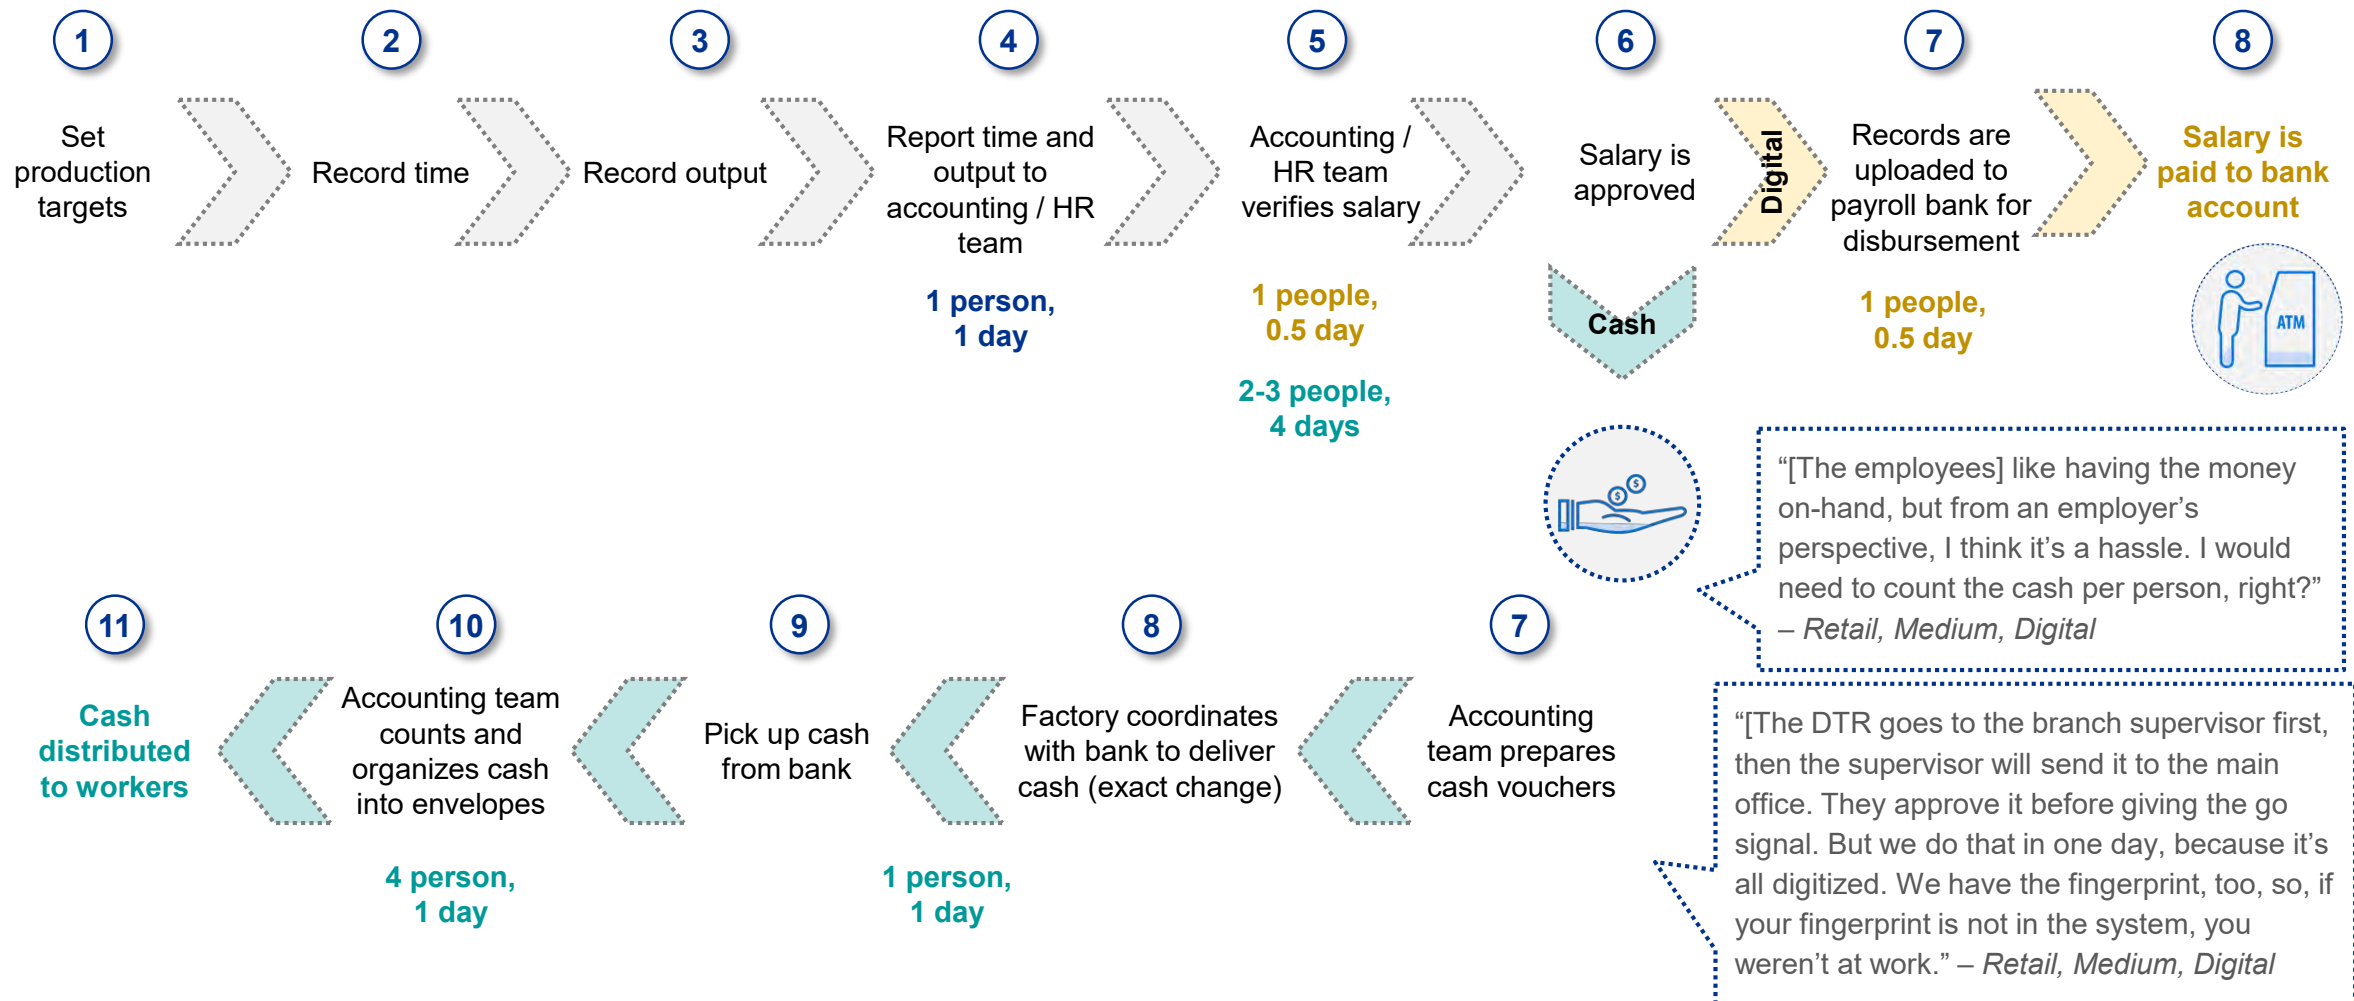 1
Set
production
targets
2
Record time
3
Record output
4
Report time and
output to
accounting / HR
team
1 person,
1 day
5
Accounting /
HR team
verifies salary
1 people,
0.5 day
2-3 people,
4 days
6
Salary is
approved
Digital
Cash
7
Records are
uploaded to
payroll bank for
disbursement
1 people,
0.5 day
8
Salary is
paid to bank
account
ATM
$
$
“[The employees] like having the money
on-hand, but from an employer’s
perspective, I think it’s a hassle. I would
need to count the cash per person, right?”
– Retail, Medium, Digital
7
Accounting
team prepares
cash vouchers
8
Factory coordinates
with bank to deliver
cash (exact change)
1 person,
1 day
9
Pick up cash
from bank
10
Accounting team
counts and
organizes cash
into envelopes
4 person,
1 day
11
Cash
distributed
to workers
“[The DTR goes to the branch supervisor first,
then the supervisor will send it to the main
office. They approve it before giving the go
signal. But we do that in one day, because it’s
all digitized. We have the fingerprint, too, so, if
your fingerprint is not in the system, you
weren’t at work.” – Retail, Medium, Digital